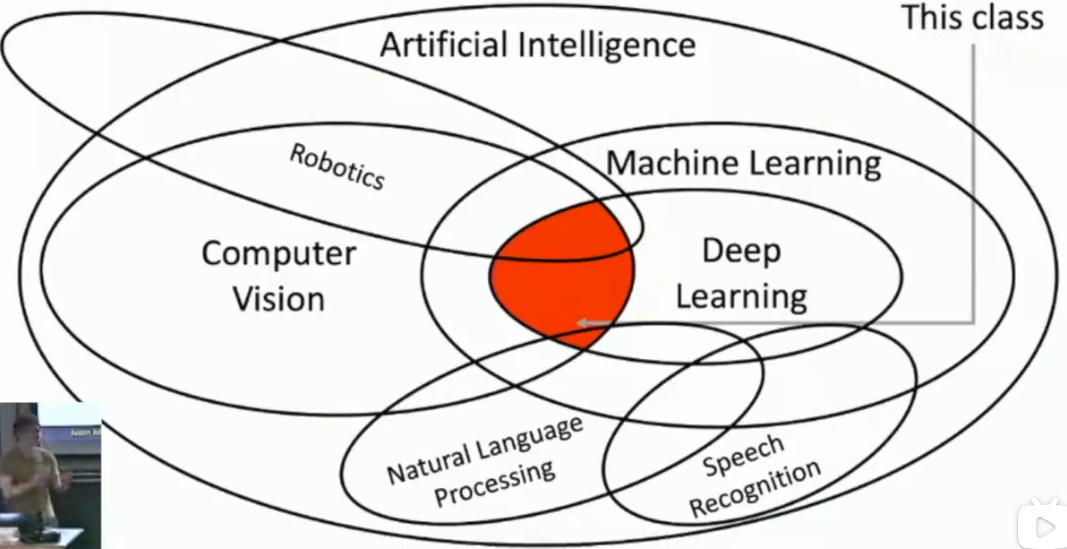 This class
Artificial Intelligence
Robotics
Machine Learning
Computer
Vision
Deep
Learning
Natural Language
Processing
Speech
Recognition